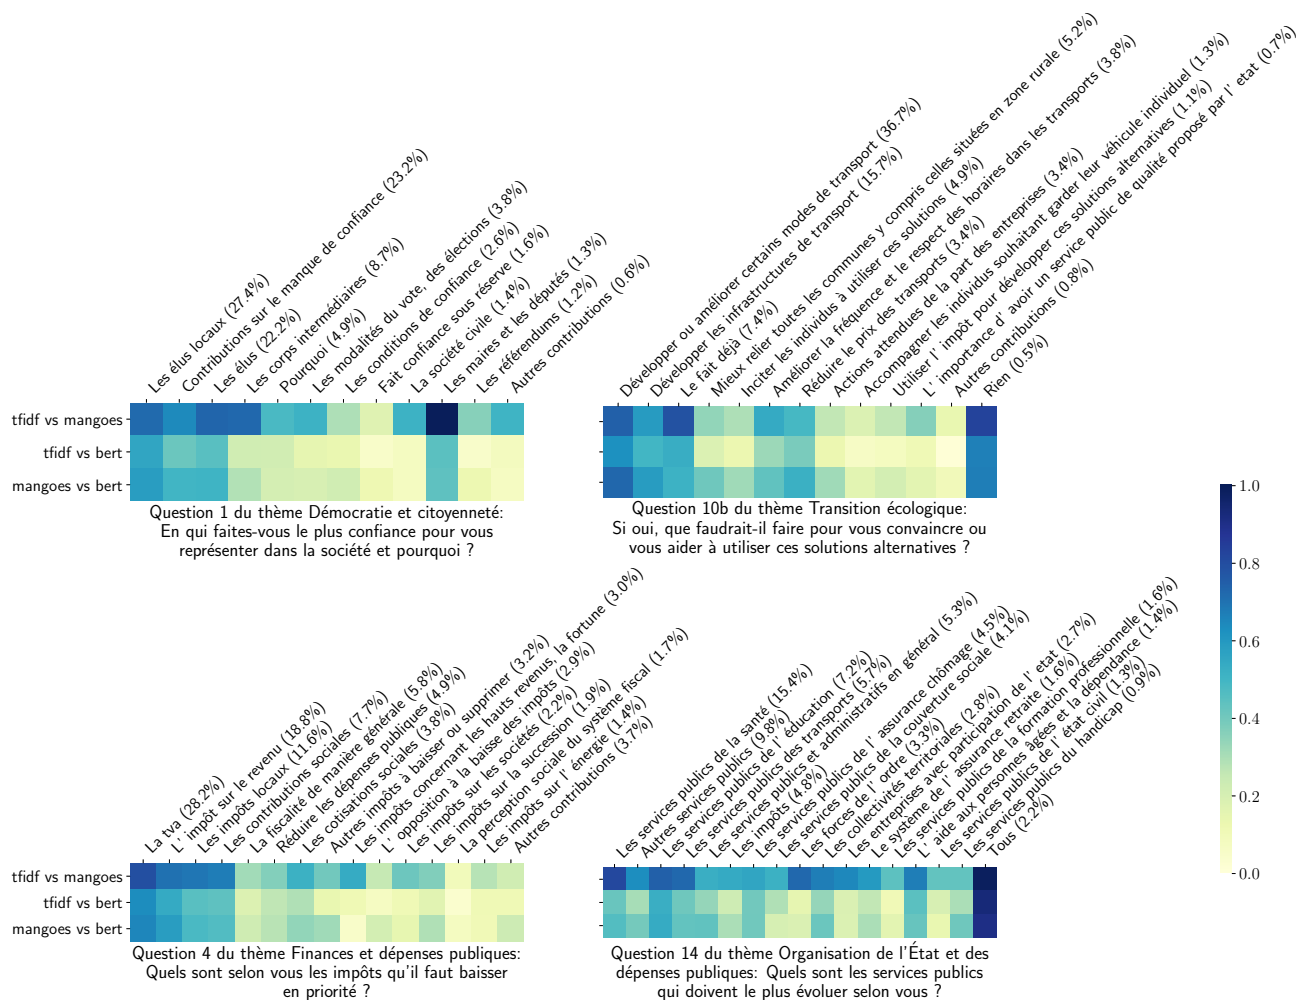 Les élus locaux (27.4%)
Contributions sur le manque de confiance (23.2%)
Les élus (22.2%)
Les corps intermédiaires (8.7%)
Pourquoi (4.9%)
Les modalités du vote, des élections (3.8%)
Les conditions de confiance (2.6%)
Fait confiance sous réserve (1.6%)
La société civile (1.4%)
Les maires et les députés (1.3%)
Les référendums (1.2%)
Autres contributions (0.6%)
tfidf vs mangoes
tfidf vs bert
mangoes vs bert
Question 1 du thème Démocratie et citoyenneté:
En qui faites-vous le plus confiance pour vous
représenter dans la société et pourquoi ?
Développer ou améliorer certains modes de transport (36.7%)
Développer les infrastructures de transport (15.7%)
Le fait déjà (7.4%)
Mieux relier toutes les communes y compris celles situées en zone rurale (5.2%)
Inciter les individus à utiliser ces solutions (4.9%)
Améliorer la fréquence et le respect des horaires dans les transports (3.8%)
Réduire le prix des transports (3.4%)
Actions attendues de la part des entreprises (3.4%)
Accompagner les individus souhaitant garder leur véhicule individuel (1.3%)
Utiliser l' impôt pour développer ces solutions alternatives (1.1%)
L' importance d' avoir un service public de qualité proposé par l' etat (0.7%)
Autres contributions (0.8%)
Rien (0.5%)
Question 10b du thème Transition écologique:
Si oui, que faudrait-il faire pour vous convaincre ou
vous aider à utiliser ces solutions alternatives ?
1.0
0.8
0.6
0.4
0.2
0.0
La tva (28.2%)
L' impôt sur le revenu (18.8%)
Les impôts locaux (11.6%)
Les contributions sociales (7.7%)
La fiscalité de manière générale (5.8%)
Réduire les dépenses publiques (4.9%)
Les cotisations sociales (3.8%)
Autres impôts à baisser ou supprimer (3.2%)
Les impôts concernant les hauts revenus, la fortune (3.0%)
L' opposition à la baisse des impôts (2.9%)
Les impôts sur les sociétés (2.2%)
Les impôts sur la succession (1.9%)
La perception sociale du système fiscal (1.7%)
Les impôts sur l' énergie (1.4%)
Autres contributions (3.7%)
tfidf vs mangoes
tfidf vs bert
mangoes vs bert
Question 4 du thème Finances et dépenses publiques:
Quels sont selon vous les impôts qu'il faut baisser
en priorité ?
Les services publics de la santé (15.4%)
Autres services publics (9.8%)
Les services publics de l' éducation (7.2%)
Les services publics des transports (5.7%)
Les services publics et administratifs en général (5.3%)
Les impôts (4.8%)
Les services publics de l' assurance chômage (4.5%)
Les services publics de la couverture sociale (4.1%)
Les forces de l' ordre (3.3%)
Les collectivités territoriales (2.8%)
Les entreprises avec participation de l' etat (2.7%)
Le système de l' assurance retraite (1.6%)
Les services publics de la formation professionnelle (1.6%)
L' aide aux personnes âgées et la dépendance (1.4%)
Les services publics de l' état civil (1.3%)
Les services publics du handicap (0.9%)
Tous (2.2%)
Question 14 du thème Organisation de l'État et des
dépenses publiques: Quels sont les services publics
qui doivent le plus évoluer selon vous ?